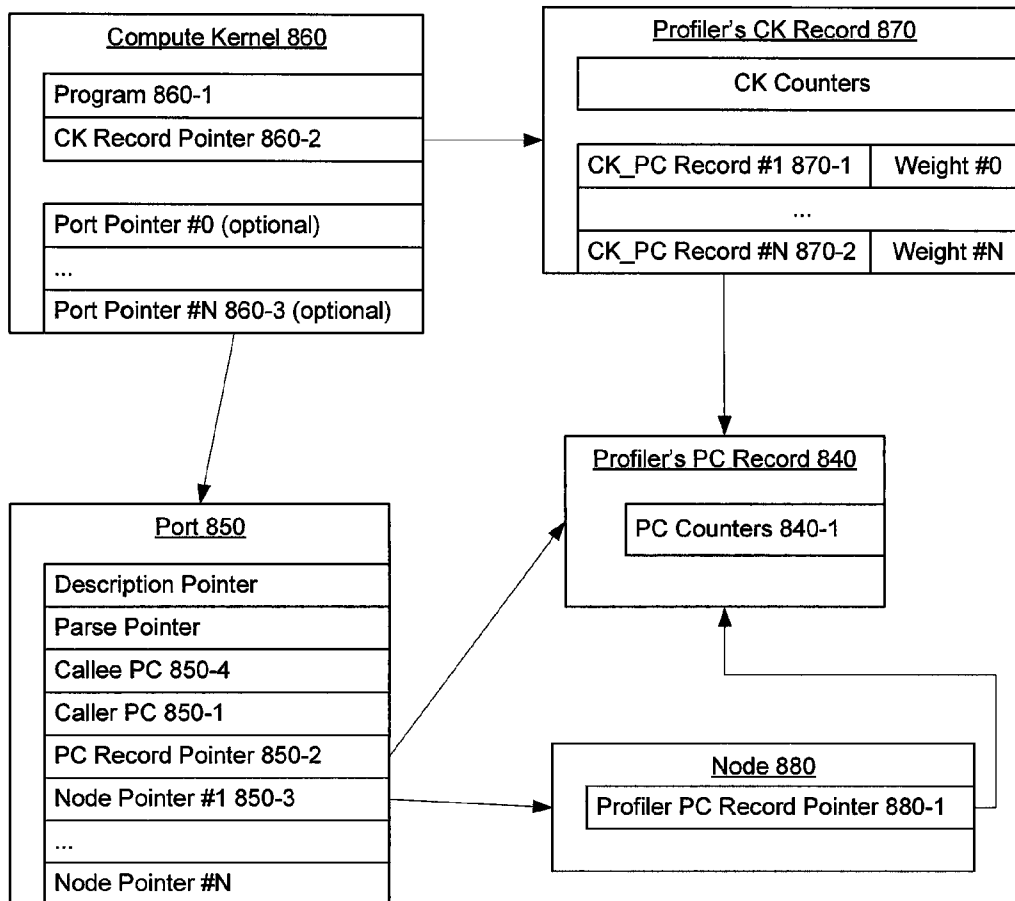 Compute Kernel 860
Program 860-1
CK Record Pointer 860-2
Port Pointer #0 (optional)
...
Port Pointer #N 860-3 (optional)
Profiler's CK Record 870
CK Counters
CK_PC Record #1 870-1 Weight #0
...
CK_PC Record #N 870-2 Weight #N
Profiler's PC Record 840
PC Counters 840-1
Port 850
Description Pointer
Parse Pointer
Callee PC 850-4
Caller PC 850-1
PC Record Pointer 850-2
Node Pointer #1 850-3
...
Node Pointer #N
Node 880
Profiler PC Record Pointer 880-1